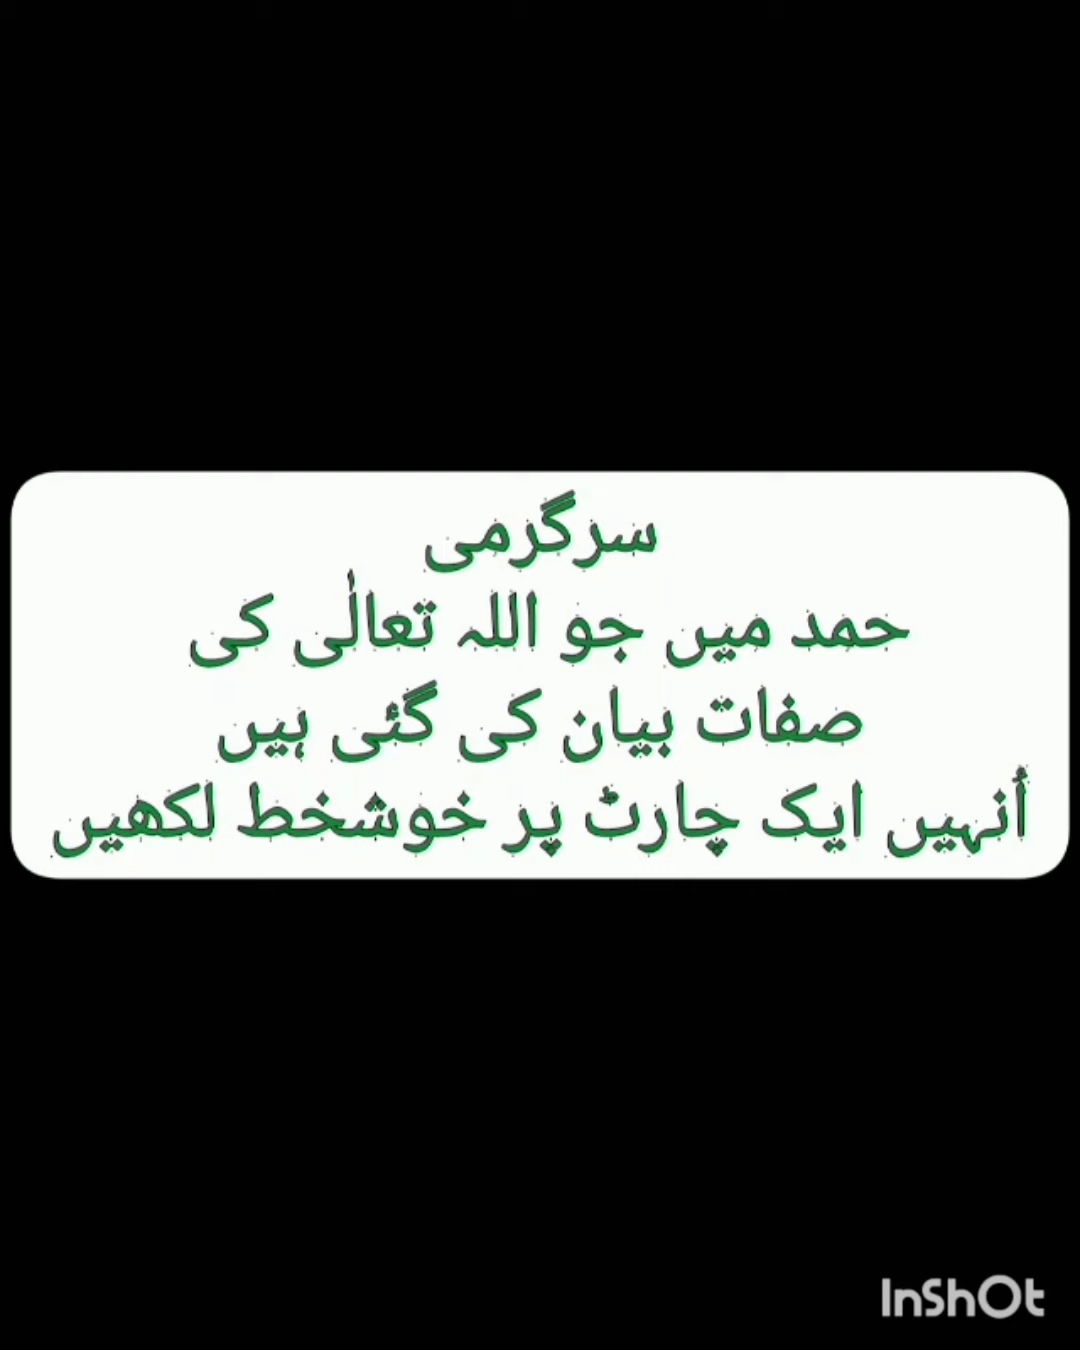 سرگرمی
حمد میں جو اللہ تعالٰی کی
صفات بیان کی گئی ہیں
اُنہیں ایک چارٹ پر خوشخط لکھیں
InShOt